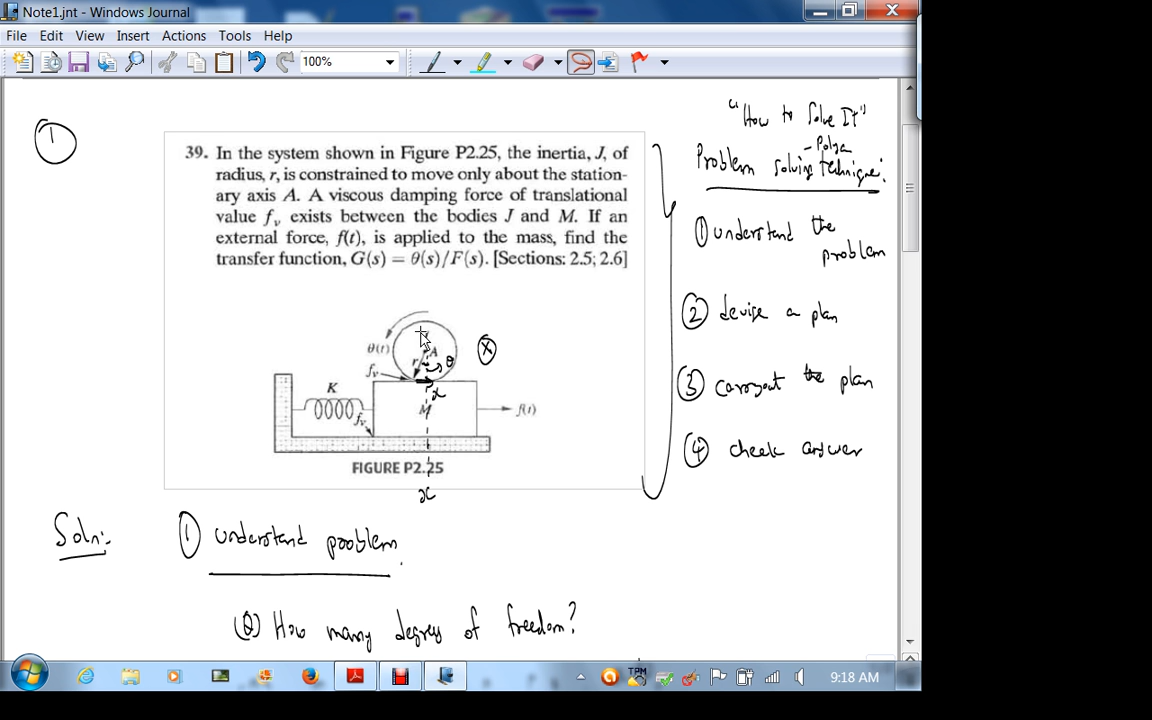 Note1.jnt - Windows Journal
File Edit View Insert Actions Tools Help
100%
1
39. In the system shown in Figure P2.25, the inertia, J, of
radius, r, is constrained to move only about the station-
ary axis A. A viscous damping force of translational
value fv exists between the bodies J and M. If an
external force, f(t), is applied to the mass, find the
transfer function, G(s) = θ(s)/F(s). [Sections: 2.5; 2.6]
θ(t)
r
A
θ
fv
x
K
fv
M
f(t)
FIGURE P2.25
x
X
"How to Solve It"
- Polya
Problem solving technique:
① understand the
problem
② devise a plan
③ carryout the plan
④ check answer
Soln:
① understand problem.
(Q) How many degrees of freedom?
TPM
9:18 AM